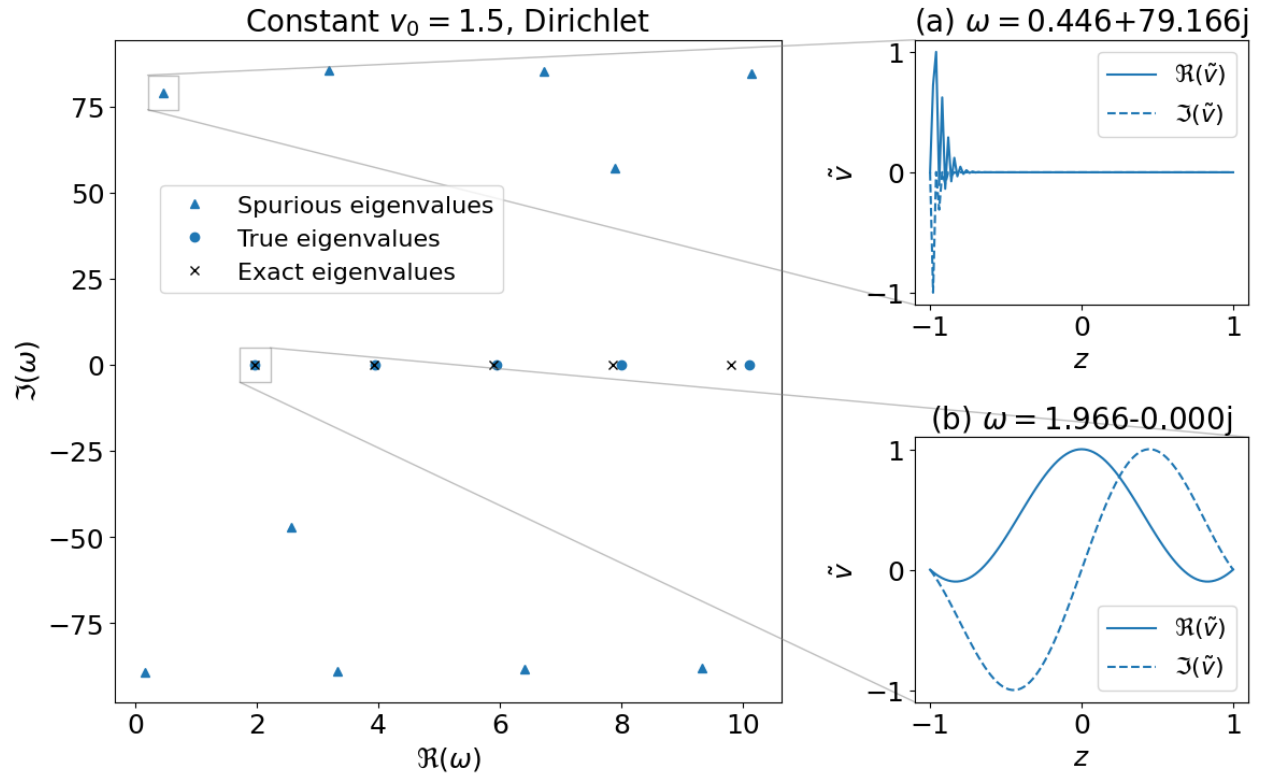 Constant v₀ = 1.5, Dirichlet
ℑ(ω)
75
50
25
0
−25
−50
−75
Spurious eigenvalues
True eigenvalues
Exact eigenvalues
0 2 4 6 8 10
ℜ(ω)
(a) ω = 0.446+79.166j
ṽ
1
0
−1
ℜ(ṽ)
ℑ(ṽ)
−1 0 1
z
(b) ω = 1.966-0.000j
ṽ
1
0
−1
ℜ(ṽ)
ℑ(ṽ)
−1 0 1
z